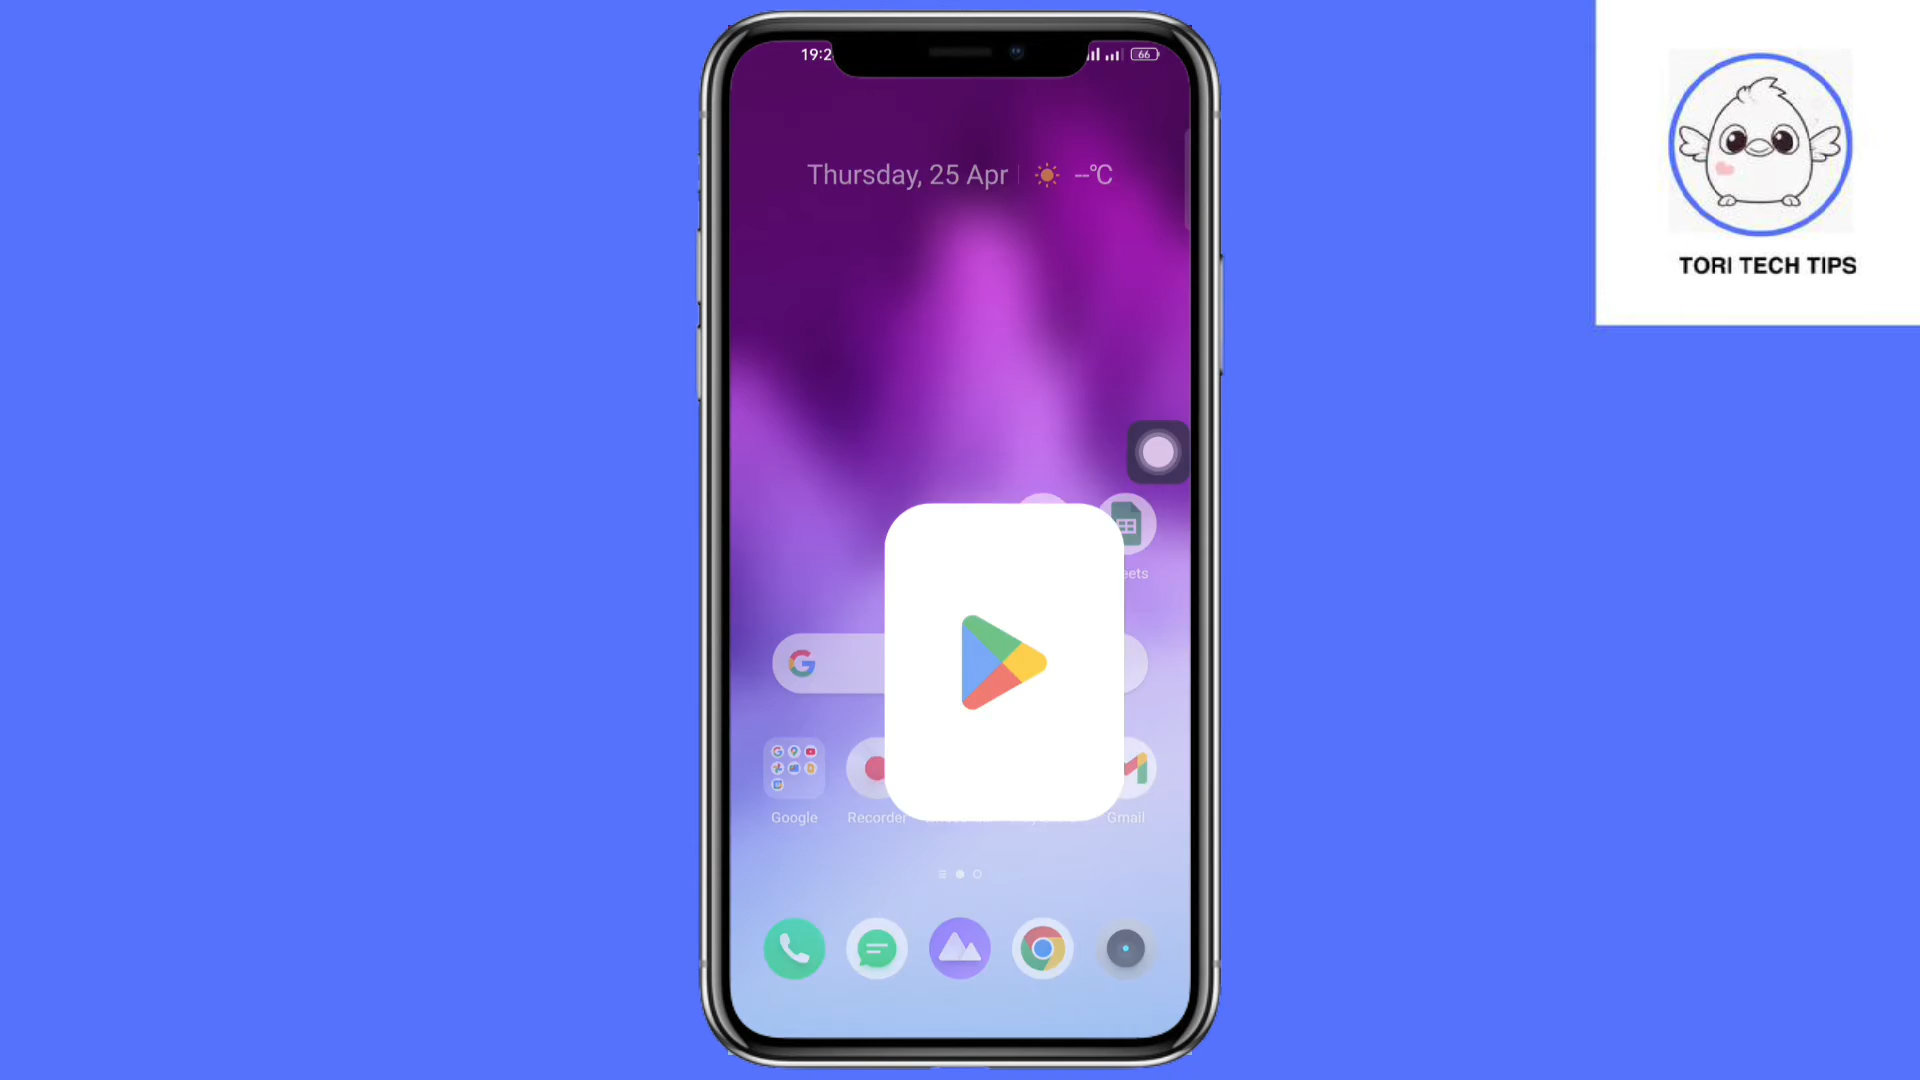 19:2
66
TORI TECH TIPS
Thursday, 25 Apr --°C
eets
Google
Recorder
Gmail